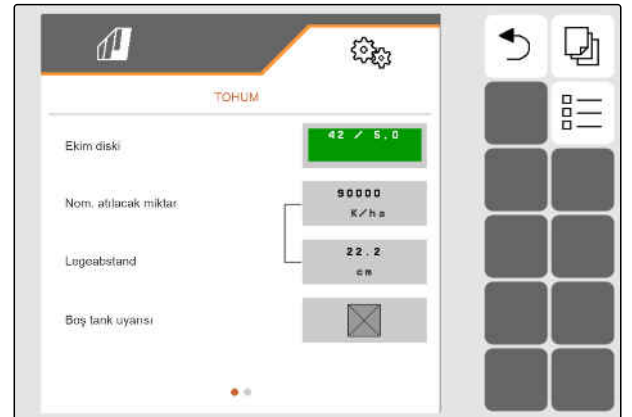 TOHUM
Ekim diski
42 / 5.0
Nom. atılacak miktar
90000
K/ha
Legeabstand
22.2
cm
Boş tank uyarısı